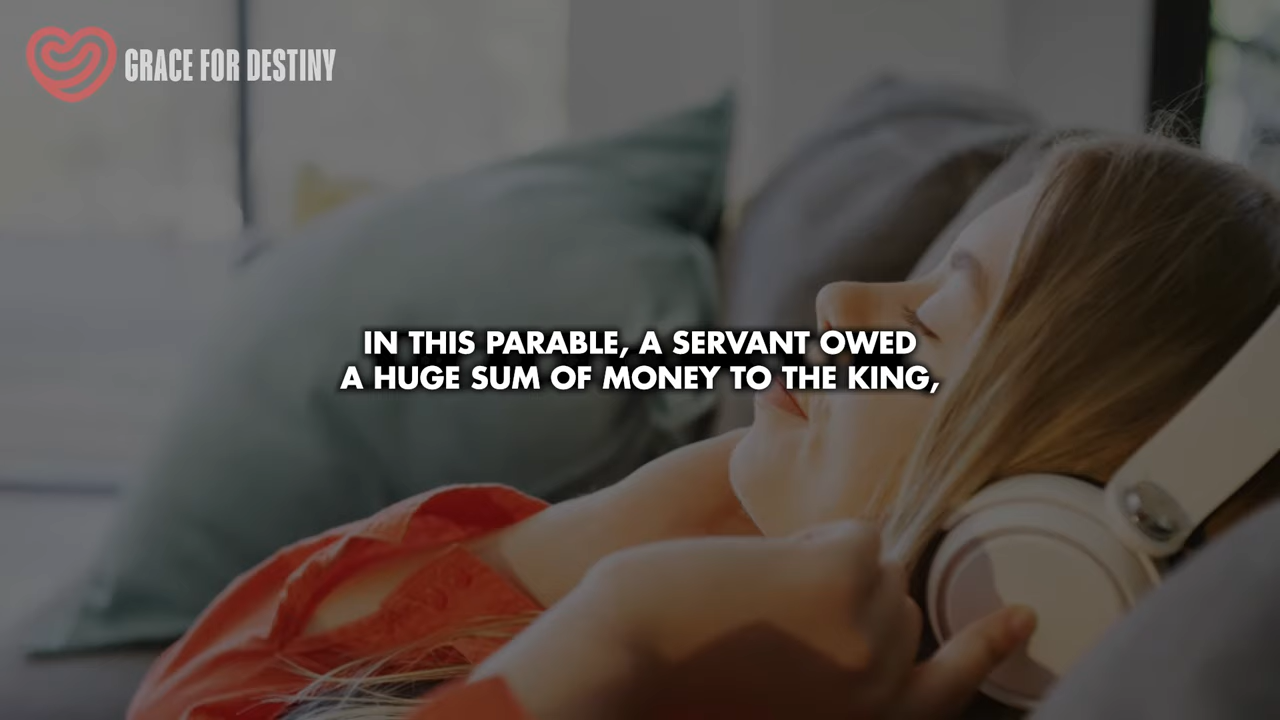 GRACE FOR DESTINY
IN THIS PARABLE, A SERVANT OWED
A HUGE SUM OF MONEY TO THE KING,